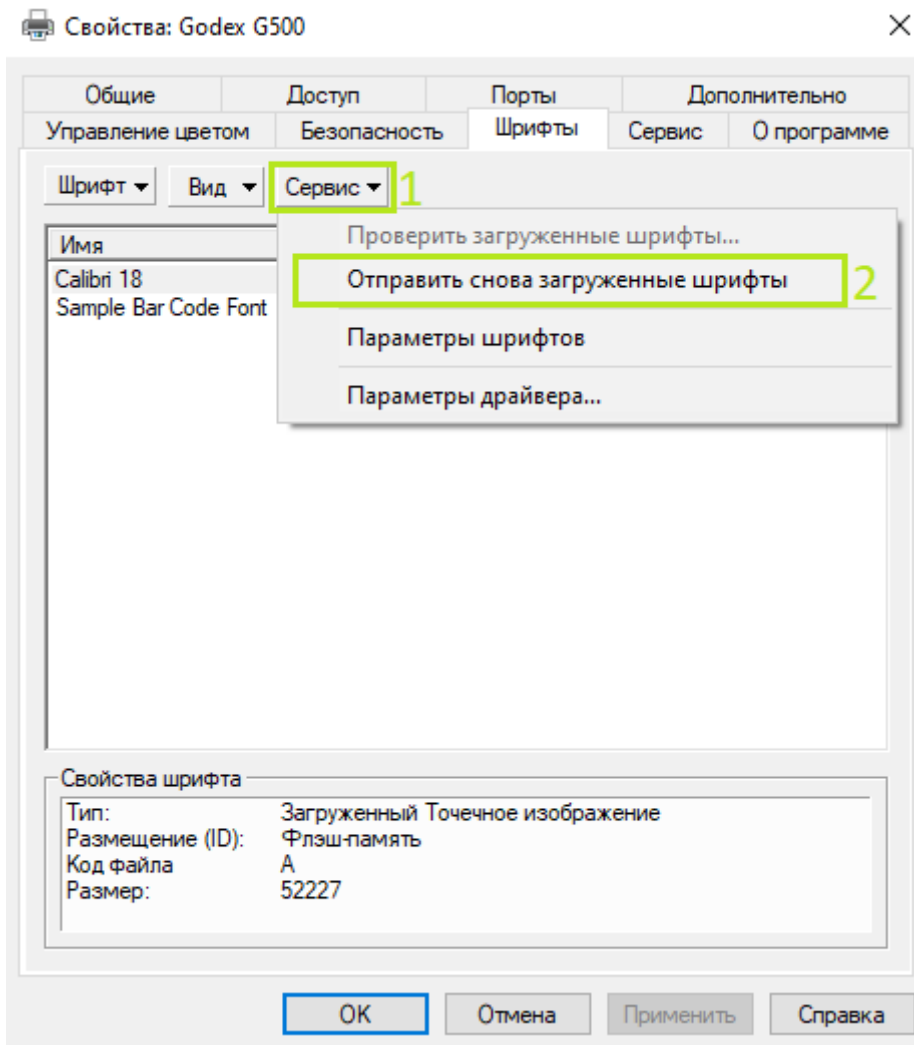 Свойства: Godex G500
Общие Доступ Порты Дополнительно
Управление цветом Безопасность Шрифты Сервис О программе
Шрифт Вид Сервис 1
Имя
Проверить загруженные шрифты...
Calibri 18
Отправить снова загруженные шрифты 2
Sample Bar Code Font
Параметры шрифтов
Параметры драйвера...
Свойства шрифта
Тип: Загруженный Точечное изображение
Размещение (ID): Флэш-память
Код файла A
Размер: 52227
OK Отмена Применить Справка